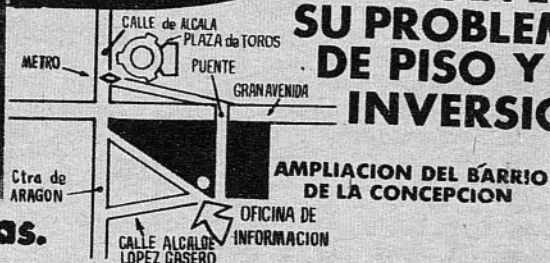 SU PROBLEM
DE PISO Y
INVERSIO
CALLE de ALCALA
PLAZA de TOROS
METRO
PUENTE
GRAN AVENIDA
AMPLIACION DEL BARRIO
DE LA CONCEPCION
Ctra de
ARAGON
OFICINA DE
INFORMACION
as.
CALLE ALCALDE
LOPEZ CASERO